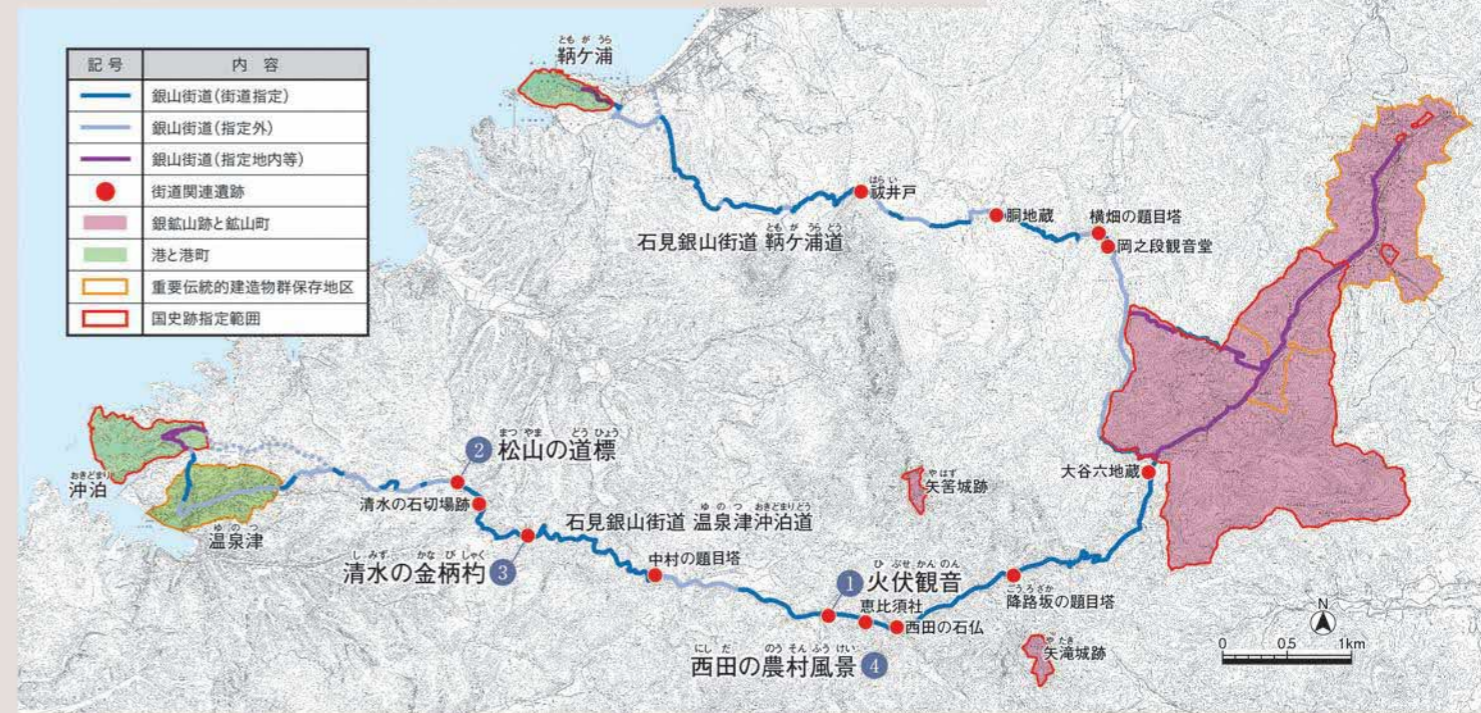 記号 内容
銀山街道(街道指定)
銀山街道(指定外)
銀山街道(指定地内等)
街道関連遺跡
銀鉱山跡と鉱山町
港と港町
重要伝統的建造物群保存地区
国史跡指定範囲
ともがうら
鞆ケ浦
はらい
祓井戸
胴地蔵
横畑の題目塔
岡之段観音堂
石見銀山街道 鞆ケ浦道
ともがうらどう
おきどまり
沖泊
ゆのつ
温泉津
まつやま どうひょう
2 松山の道標
清水の石切場跡
石見銀山街道 温泉津沖泊道
ゆのつ おきどまりどう
しみず かなびしゃく
清水の金柄杓 3
中村の題目塔
やはず
矢筈城跡
大谷六地蔵
ひぶせかんのん
1 火伏観音
恵比須社
西田の石仏
ごうろざか
降路坂の題目塔
にしだ のうそんふうけい
西田の農村風景 4
やたき
矢滝城跡
N
0 0.5 1km